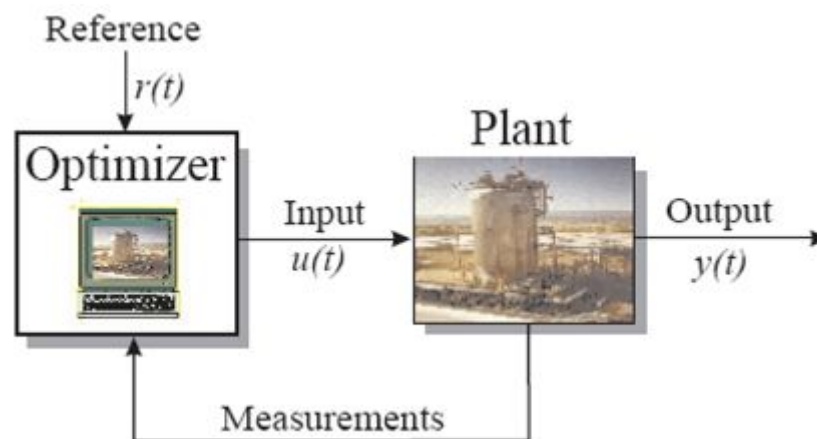 Reference
r(t)
Optimizer
Plant
Input
u(t)
Output
y(t)
Measurements